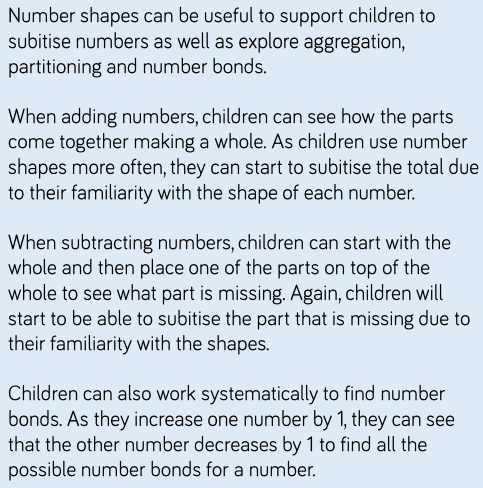 Number shapes can be useful to support children to
subitise numbers as well as explore aggregation,
partitioning and number bonds.
When adding numbers, children can see how the parts
come together making a whole. As children use number
shapes more often, they can start to subitise the total due
to their familiarity with the shape of each number.
When subtracting numbers, children can start with the
whole and then place one of the parts on top of the
whole to see what part is missing. Again, children will
start to be able to subitise the part that is missing due to
their familiarity with the shapes.
Children can also work systematically to find number
bonds. As they increase one number by 1, they can see
that the other number decreases by 1 to find all the
possible number bonds for a number.